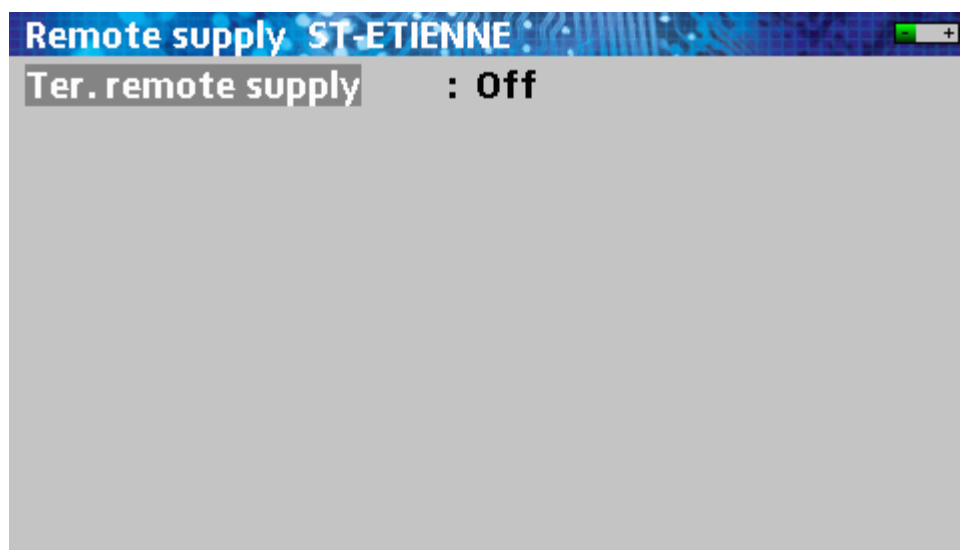 Remote supply ST-ETIENNE - +
Ter. remote supply : Off